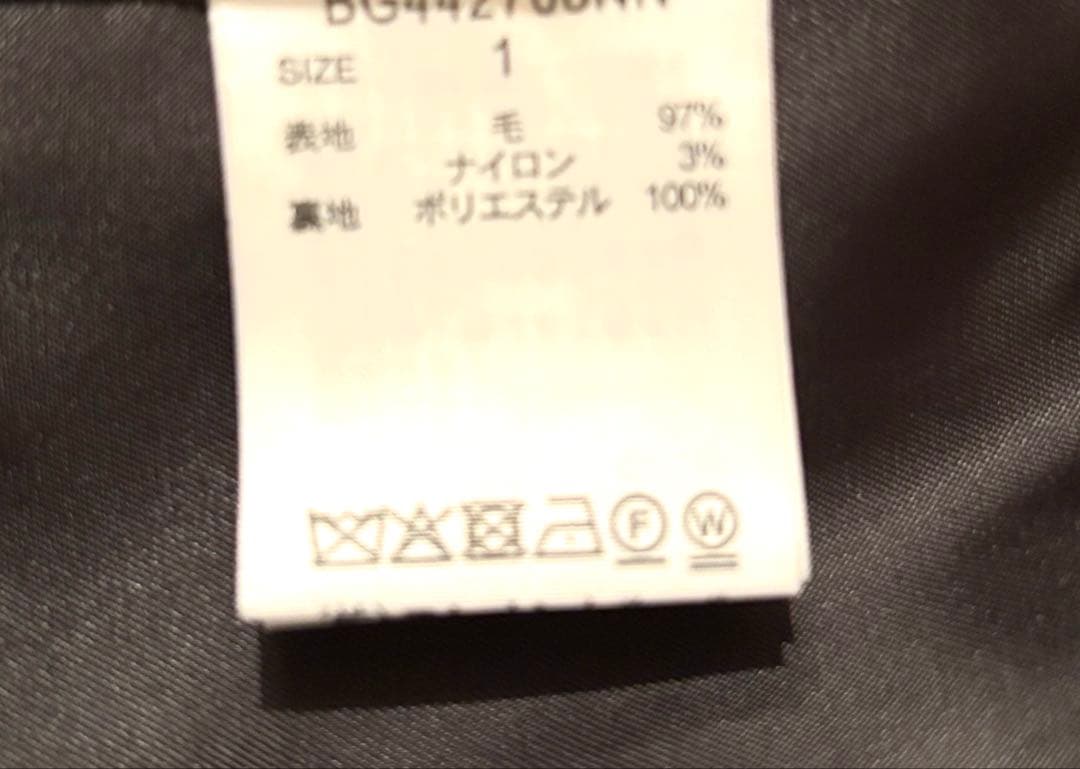 SIZE 1
表地 毛 97%
ナイロン 3%
裏地 ポリエステル 100%
F W